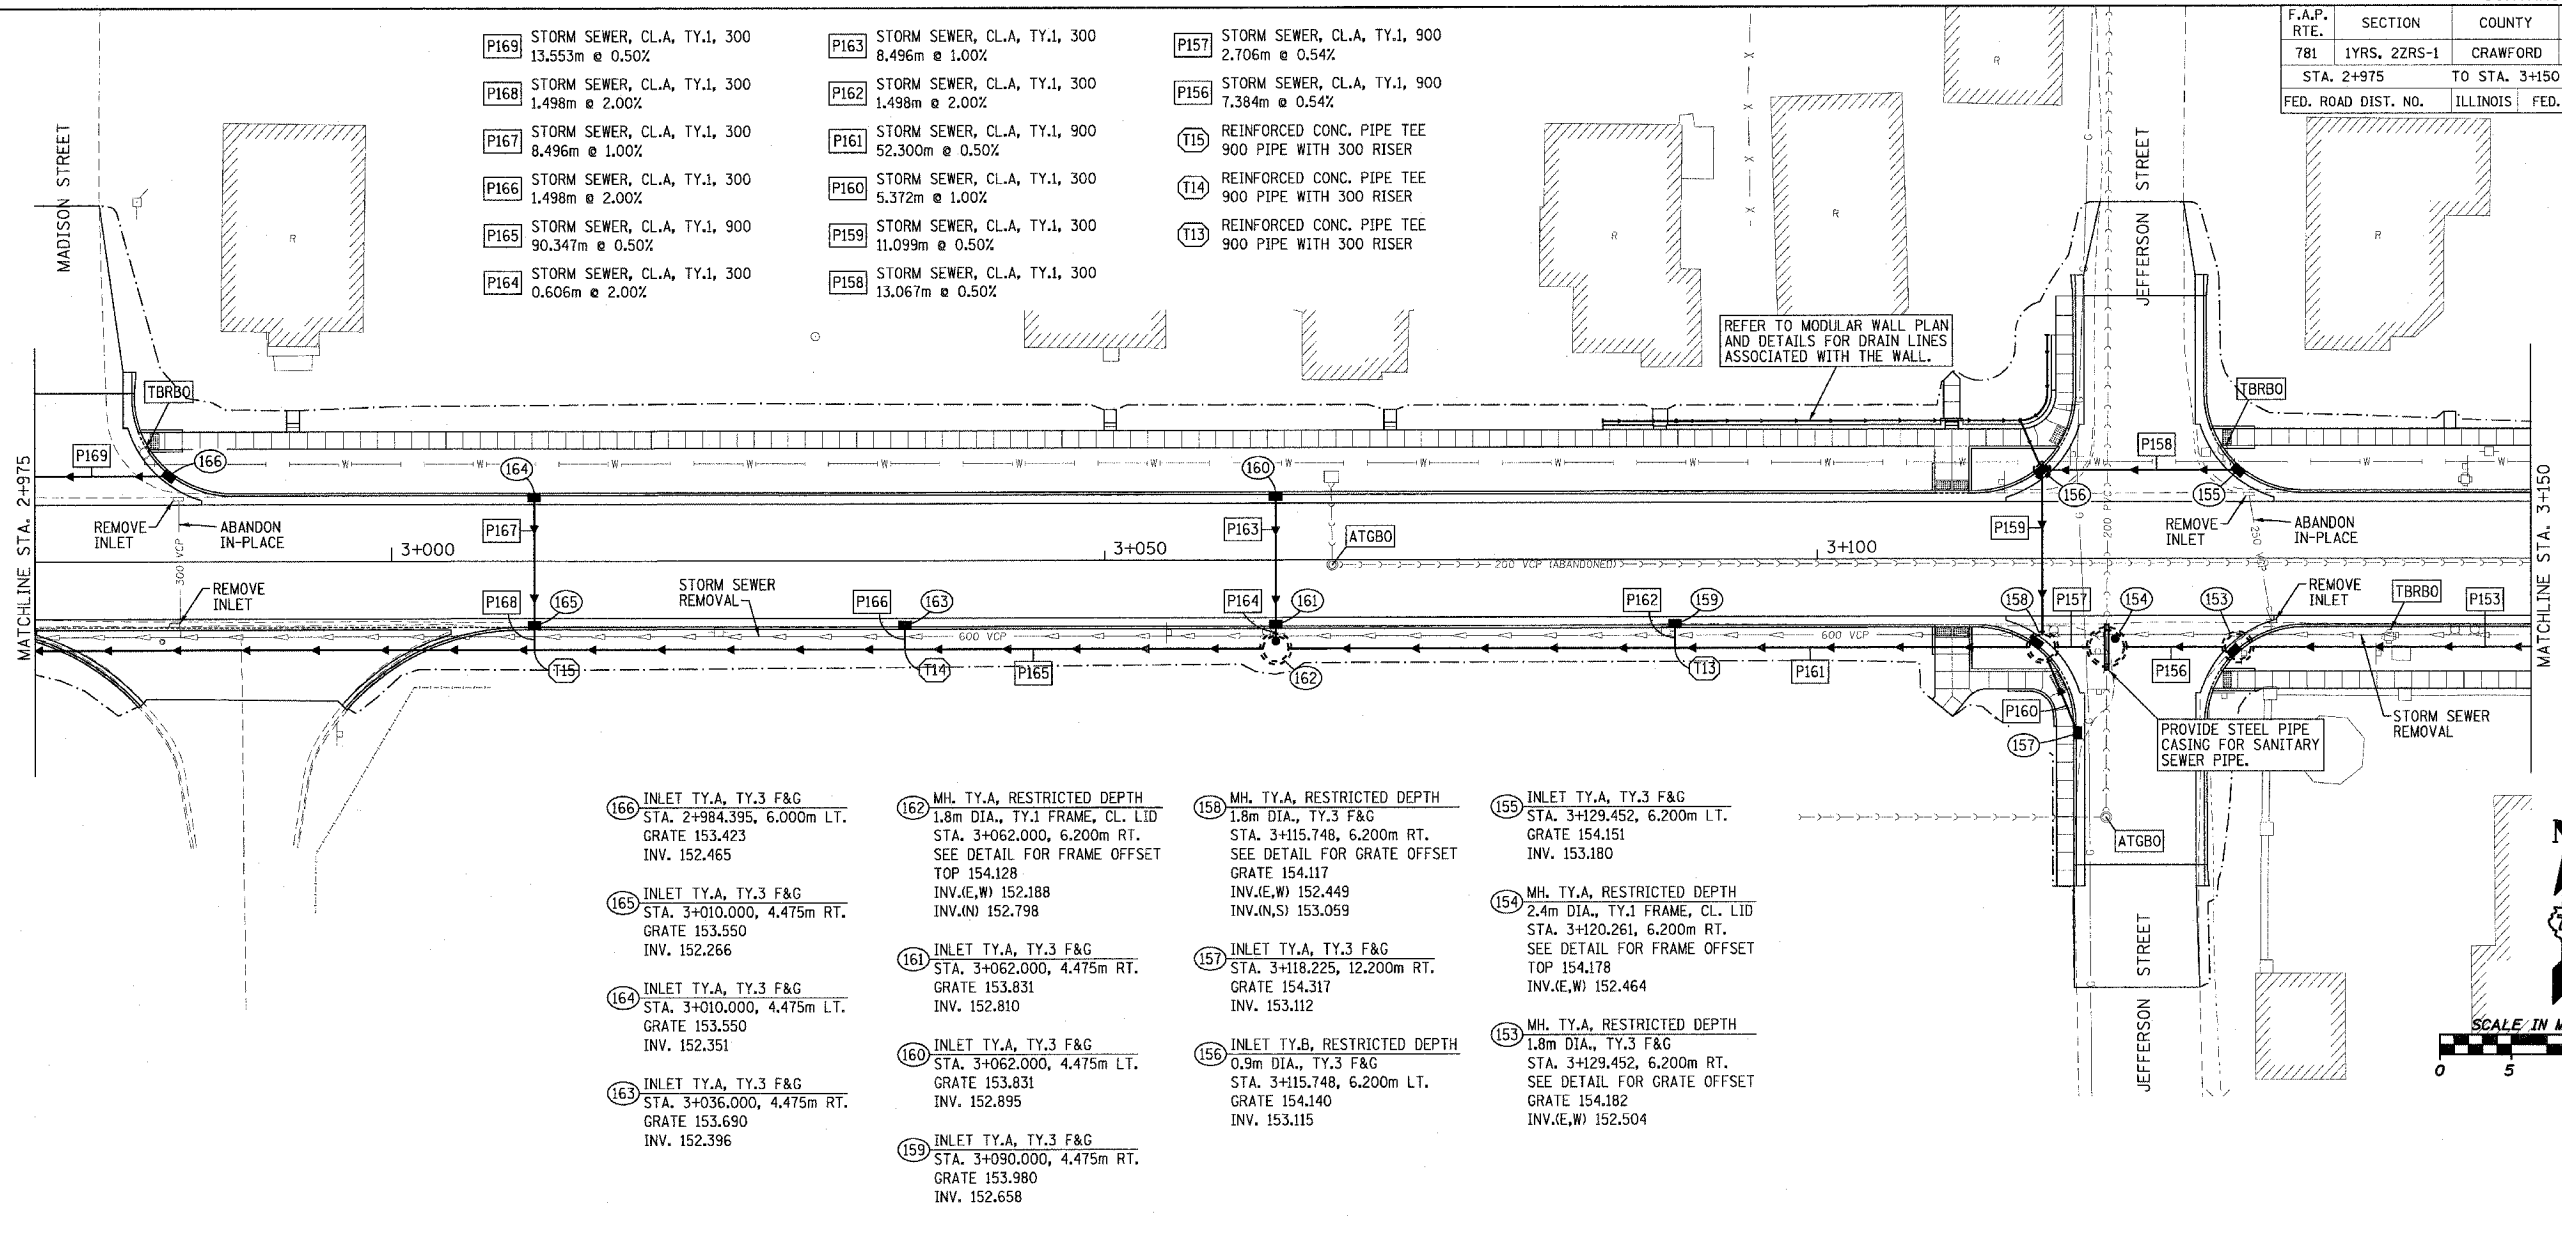 F.A.P. RTE.
SECTION
COUNTY
781
1YRS, 2ZRS-1
CRAWFORD
STA. 2+975 TO STA. 3+150
FED. ROAD DIST. NO.
ILLINOIS
FED.
P169 STORM SEWER, CL.A, TY.1, 300
13.553m @ 0.50%
P168 STORM SEWER, CL.A, TY.1, 300
1.498m @ 2.00%
P167 STORM SEWER, CL.A, TY.1, 300
8.496m @ 1.00%
P166 STORM SEWER, CL.A, TY.1, 300
1.498m @ 2.00%
P165 STORM SEWER, CL.A, TY.1, 900
90.347m @ 0.50%
P164 STORM SEWER, CL.A, TY.1, 300
0.606m @ 2.00%
P163 STORM SEWER, CL.A, TY.1, 300
8.496m @ 1.00%
P162 STORM SEWER, CL.A, TY.1, 300
1.498m @ 2.00%
P161 STORM SEWER, CL.A, TY.1, 900
52.300m @ 0.50%
P160 STORM SEWER, CL.A, TY.1, 300
5.372m @ 1.00%
P159 STORM SEWER, CL.A, TY.1, 300
11.099m @ 0.50%
P158 STORM SEWER, CL.A, TY.1, 300
13.067m @ 0.50%
P157 STORM SEWER, CL.A, TY.1, 900
2.706m @ 0.54%
P156 STORM SEWER, CL.A, TY.1, 900
7.384m @ 0.54%
T15 REINFORCED CONC. PIPE TEE
900 PIPE WITH 300 RISER
T14 REINFORCED CONC. PIPE TEE
900 PIPE WITH 300 RISER
T13 REINFORCED CONC. PIPE TEE
900 PIPE WITH 300 RISER
MADISON STREET
JEFFERSON STREET
R
R
R
R
R
REFER TO MODULAR WALL PLAN
AND DETAILS FOR DRAIN LINES
ASSOCIATED WITH THE WALL.
TBRBO
TBRBO
P169
166
164
160
P158
156
155
MATCHLINE STA. 2+975
MATCHLINE STA. 3+150
REMOVE
INLET
ABANDON
IN-PLACE
P167
P163
P159
200 VCP
REMOVE
INLET
ABANDON
IN-PLACE
ATGBO
3+000
3+050
3+100
200 VCP (ABANDONED)
300 VCP
250 VCP
REMOVE
INLET
STORM SEWER
REMOVAL
P168
165
P166
163
P164
161
P162
159
158
P157
154
153
REMOVE
INLET
TBRBO
P153
600 VCP
600 VCP
T15
T14
P165
162
T13
P161
P156
P160
157
STORM SEWER
REMOVAL
PROVIDE STEEL PIPE
CASING FOR SANITARY
SEWER PIPE.
ATGBO
JEFFERSON STREET
166 INLET TY.A, TY.3 F&G
STA. 2+984.395, 6.000m LT.
GRATE 153.423
INV. 152.465
165 INLET TY.A, TY.3 F&G
STA. 3+010.000, 4.475m RT.
GRATE 153.550
INV. 152.266
164 INLET TY.A, TY.3 F&G
STA. 3+010.000, 4.475m LT.
GRATE 153.550
INV. 152.351
163 INLET TY.A, TY.3 F&G
STA. 3+036.000, 4.475m RT.
GRATE 153.690
INV. 152.396
162 MH. TY.A, RESTRICTED DEPTH
1.8m DIA., TY.1 FRAME, CL. LID
STA. 3+062.000, 6.200m RT.
SEE DETAIL FOR FRAME OFFSET
TOP 154.128
INV.(E,W) 152.188
INV.(N) 152.798
161 INLET TY.A, TY.3 F&G
STA. 3+062.000, 4.475m RT.
GRATE 153.831
INV. 152.810
160 INLET TY.A, TY.3 F&G
STA. 3+062.000, 4.475m LT.
GRATE 153.831
INV. 152.895
159 INLET TY.A, TY.3 F&G
STA. 3+090.000, 4.475m RT.
GRATE 153.980
INV. 152.658
158 MH. TY.A, RESTRICTED DEPTH
1.8m DIA., TY.3 F&G
STA. 3+115.748, 6.200m RT.
SEE DETAIL FOR GRATE OFFSET
GRATE 154.117
INV.(E,W) 152.449
INV.(N,S) 153.059
157 INLET TY.A, TY.3 F&G
STA. 3+118.225, 12.200m RT.
GRATE 154.317
INV. 153.112
156 INLET TY.B, RESTRICTED DEPTH
0.9m DIA., TY.3 F&G
STA. 3+115.748, 6.200m LT.
GRATE 154.140
INV. 153.115
155 INLET TY.A, TY.3 F&G
STA. 3+129.452, 6.200m LT.
GRATE 154.151
INV. 153.180
154 MH. TY.A, RESTRICTED DEPTH
2.4m DIA., TY.1 FRAME, CL. LID
STA. 3+120.261, 6.200m RT.
SEE DETAIL FOR FRAME OFFSET
TOP 154.178
INV.(E,W) 152.464
153 MH. TY.A, RESTRICTED DEPTH
1.8m DIA., TY.3 F&G
STA. 3+129.452, 6.200m RT.
SEE DETAIL FOR GRATE OFFSET
GRATE 154.182
INV.(E,W) 152.504
SCALE IN M
0 5